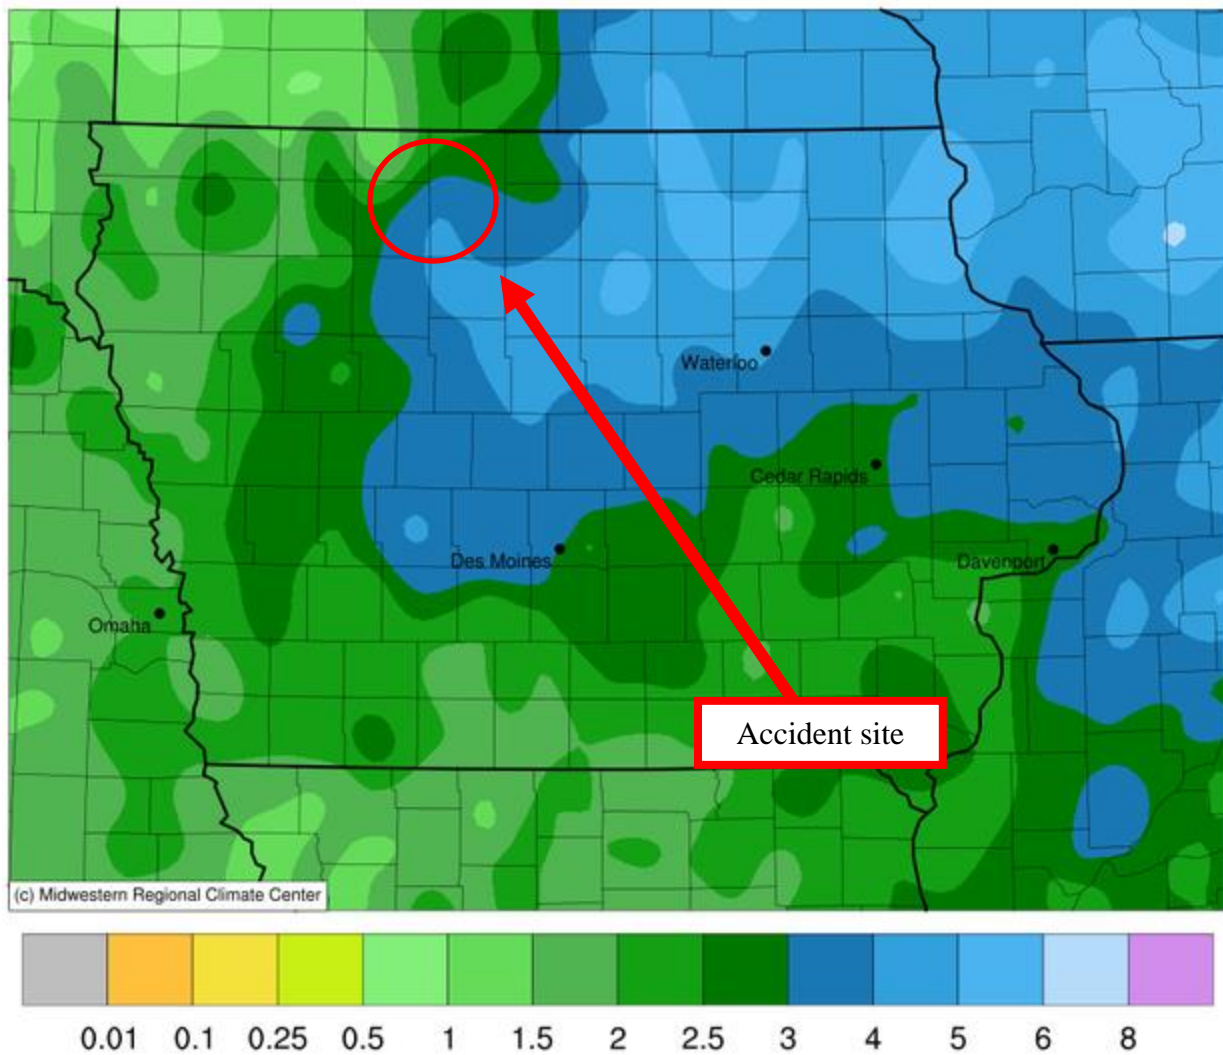 Waterloo
Cedar Rapids
Des Moines
Davenport
Omaha
Accident site
(c) Midwestern Regional Climate Center
0.01 0.1 0.25 0.5 1 1.5 2 2.5 3 4 5 6 8